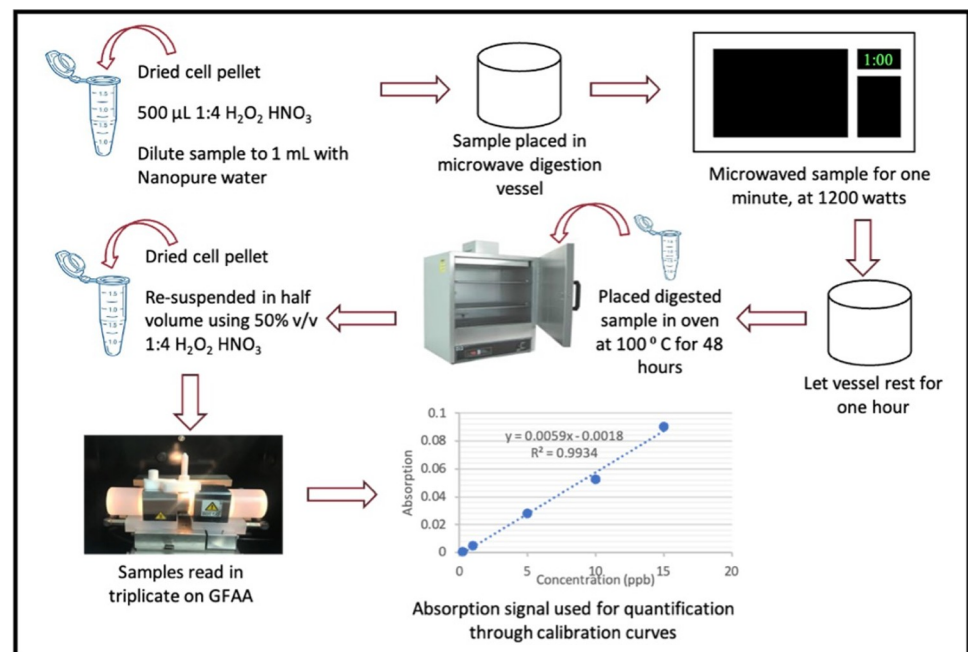 Dried cell pellet
500 µL 1:4 H₂O₂ HNO₃
Dilute sample to 1 mL with
Nanopure water
Sample placed in
microwave digestion
vessel
1:00
Microwaved sample for one
minute, at 1200 watts
Let vessel rest for
one hour
Placed digested
sample in oven
at 100 ⁰ C for 48
hours
Dried cell pellet
Re-suspended in half
volume using 50% v/v
1:4 H₂O₂ HNO₃
Samples read in
triplicate on GFAA
y = 0.0059x - 0.0018
R² = 0.9934
Absorption
0.1
0.08
0.06
0.04
0.02
0
0
5
10
15
20
Concentration (ppb)
Absorption signal used for quantification
through calibration curves